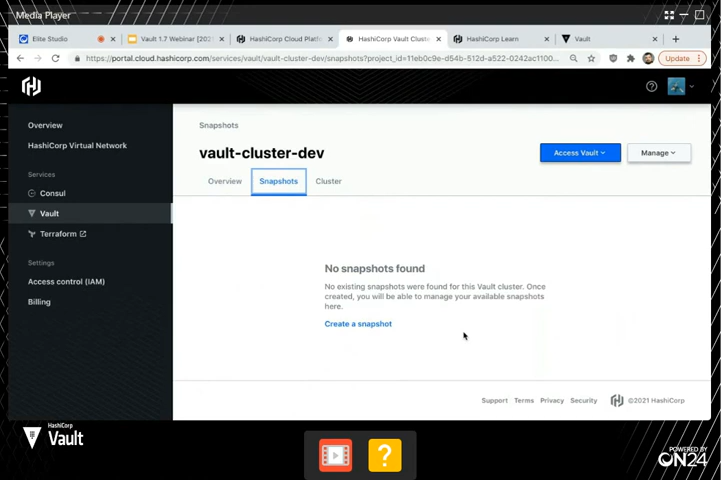 Media Player
Elite Studio
Vault 1.7 Webinar [202
HashiCorp Cloud Platf
HashiCorp Vault Cluster
HashiCorp Learn
Vault
https://portal.cloud.hashicorp.com/services/vault/vault-cluster-dev/snapshots?project_id=11eb0c9e-d54b-512d-a522-0242ac1100...
Update
Overview
HashiCorp Virtual Network
Services
Consul
Vault
Terraform
Settings
Access control (IAM)
Billing
Snapshots
vault-cluster-dev
Access Vault
Manage
Overview
Snapshots
Cluster
No snapshots found
No existing snapshots were found for this Vault cluster. Once
created, you will be able to manage your available snapshots
here.
Create a snapshot
Support
Terms
Privacy
Security
©2021 HashiCorp
HashiCorp
Vault
?
POWERED BY
ON24